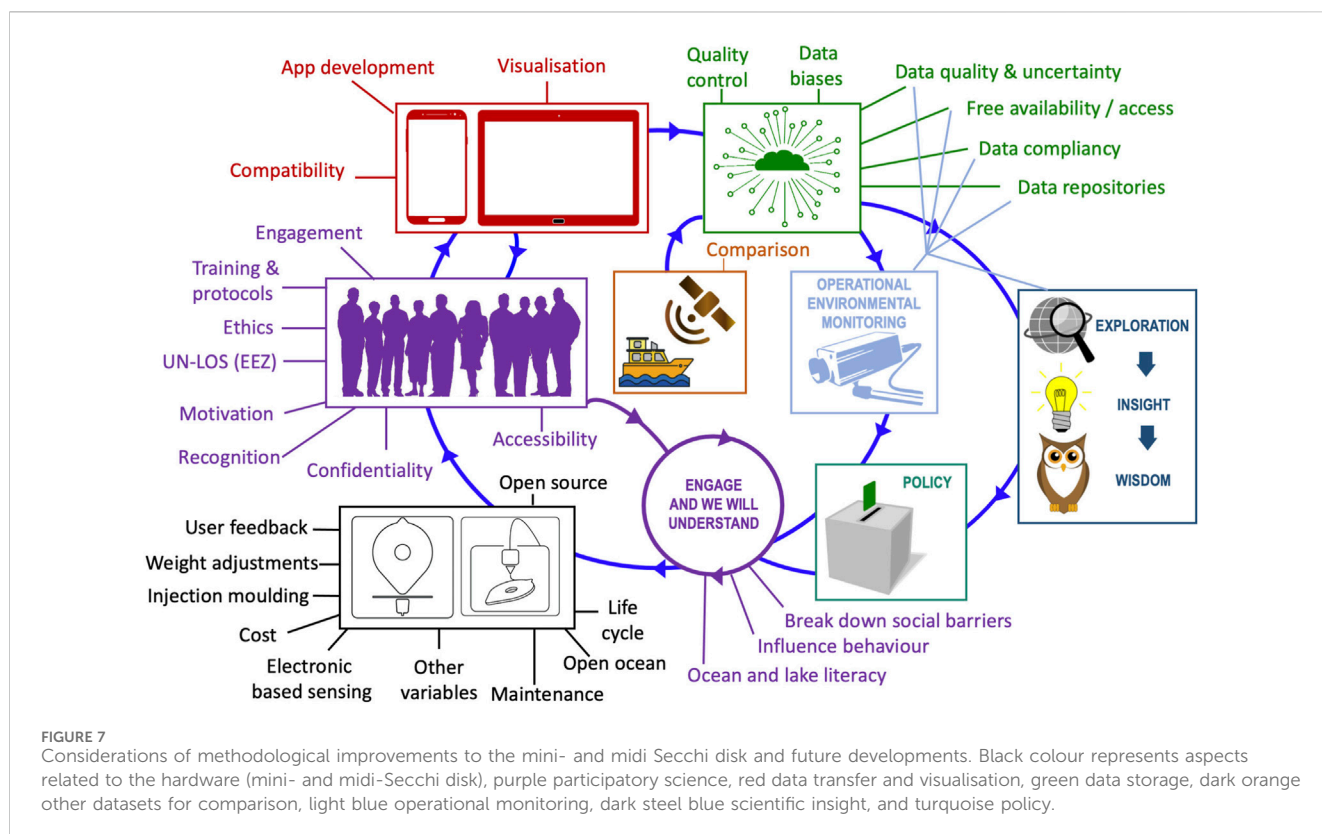 App development
Visualisation
Compatibility
Quality
control
Data
biases
Data quality & uncertainty
Free availability / access
Data compliancy
Data repositories
Engagement
Training &
protocols
Ethics
UN-LOS (EEZ)
Motivation
Recognition
Confidentiality
Accessibility
Comparison
OPERATIONAL
ENVIRONMENTAL
MONITORING
EXPLORATION
INSIGHT
WISDOM
ENGAGE
AND WE WILL
UNDERSTAND
POLICY
Open source
User feedback
Weight adjustments
Injection moulding
Cost
Electronic
based sensing
Other
variables
Maintenance
Open ocean
Life
cycle
Break down social barriers
Influence behaviour
Ocean and lake literacy
FIGURE 7
Considerations of methodological improvements to the mini- and midi Secchi disk and future developments. Black colour represents aspects
related to the hardware (mini- and midi-Secchi disk), purple participatory science, red data transfer and visualisation, green data storage, dark orange
other datasets for comparison, light blue operational monitoring, dark steel blue scientific insight, and turquoise policy.